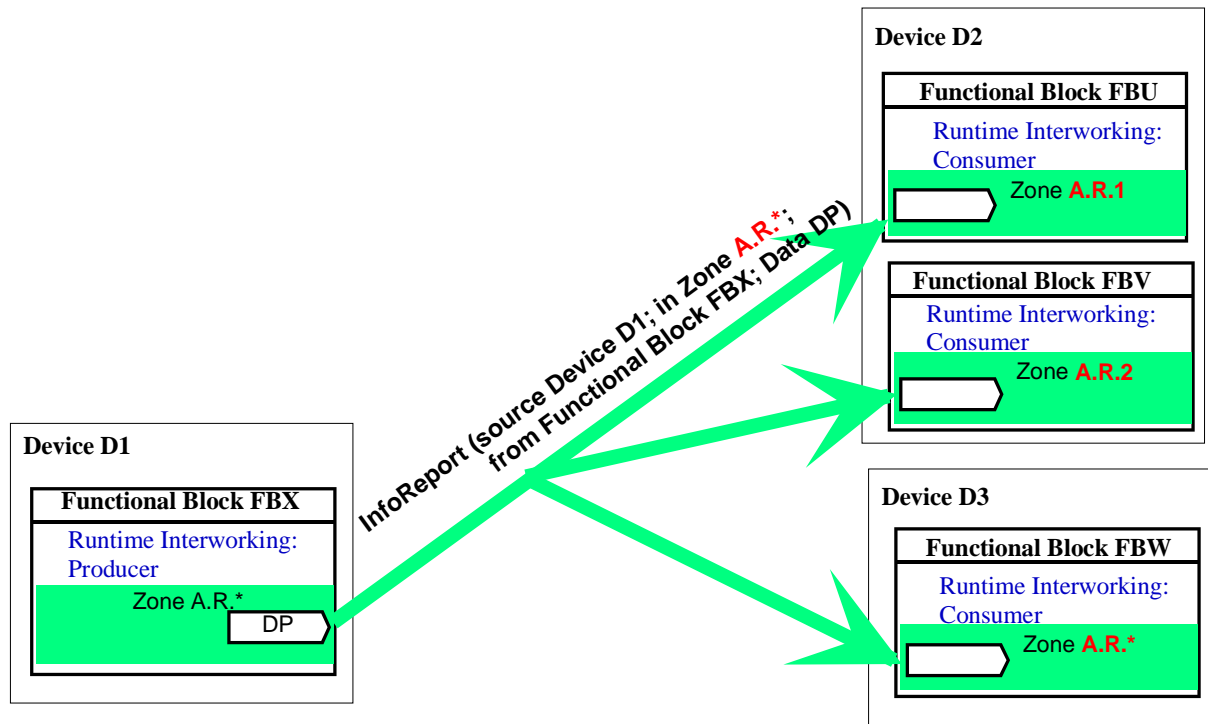 Device D2
Functional Block FBU
Runtime Interworking:
Consumer
Zone A.R.1
Functional Block FBV
Runtime Interworking:
Consumer
Zone A.R.2
InfoReport (source Device D1; in Zone A.R.*;
from Functional Block FBX; Data DP)
Device D1
Functional Block FBX
Runtime Interworking:
Producer
Zone A.R.*
DP
Device D3
Functional Block FBW
Runtime Interworking:
Consumer
Zone A.R.*